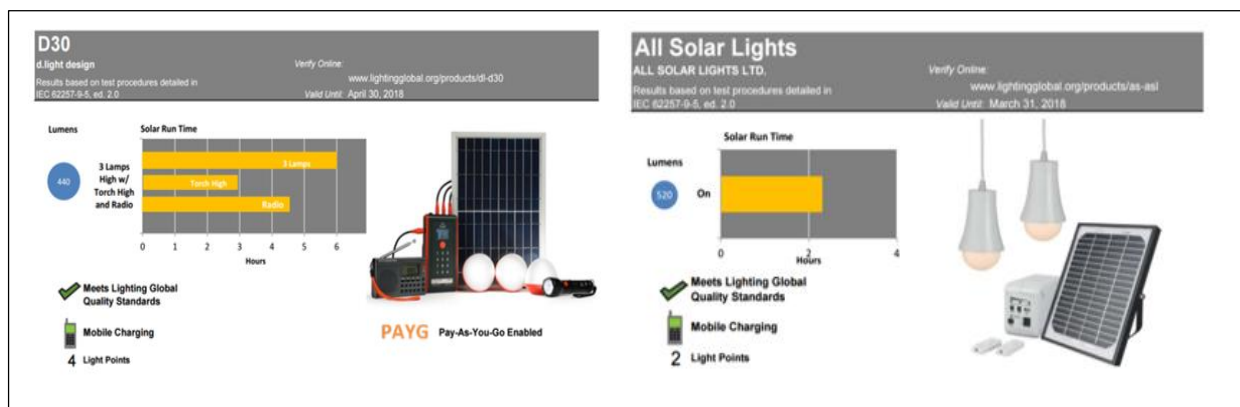 D30
d.light design
Verify Online:
www.lightingglobal.org/products/dl-d30
Results based on test procedures detailed in
IEC 62257-9-5, ed. 2.0
Valid Until: April 30, 2018
Lumens
Solar Run Time
440
3 Lamps
High w/
Torch High
and Radio
3 Lamps
Torch High
Radio
0 1 2 3 4 5 6
Hours
Meets Lighting Global
Quality Standards
Mobile Charging
4 Light Points
PAYG Pay-As-You-Go Enabled
All Solar Lights
ALL SOLAR LIGHTS LTD.
Verify Online:
www.lightingglobal.org/products/as-asl
Results based on test procedures detailed in
IEC 62257-9-5, ed. 2.0
Valid Until: March 31, 2018
Solar Run Time
Lumens
520
On
0 2 4
Hours
Meets Lighting Global
Quality Standards
Mobile Charging
2 Light Points